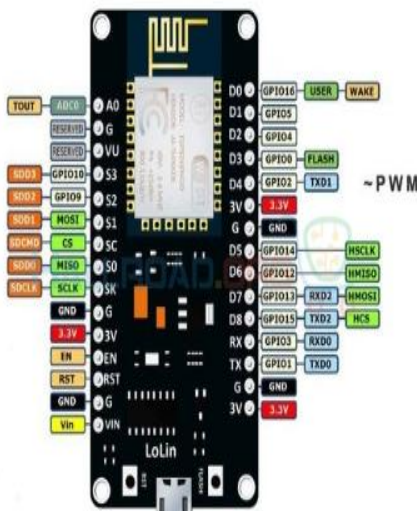 TOUT ADC0 A0
RESERVED G
RESERVED VU
SDD3 GPIO10 S3
SDD2 GPIO9 S2
SDD1 MOSI S1
SDCMD CS SC
SDD0 MISO S0
SDCLK SCLK SK
GND G
3.3V 3V
EN EN
RST RST
GND G
Vin VIN
D0 GPIO16 USER WAKE
D1 GPIO5
D2 GPIO4
D3 GPIO0 FLASH
D4 GPIO2 TXD1
3V 3.3V
G GND
D5 GPIO14 HSCLK
D6 GPIO12 HMISO
D7 GPIO13 RXD2 HMOSI
D8 GPIO15 TXD2 HCS
RX GPIO3 RXD0
TX GPIO1 TXD0
G GND
3V 3.3V
~PWM
LoLin
RST
FLASH